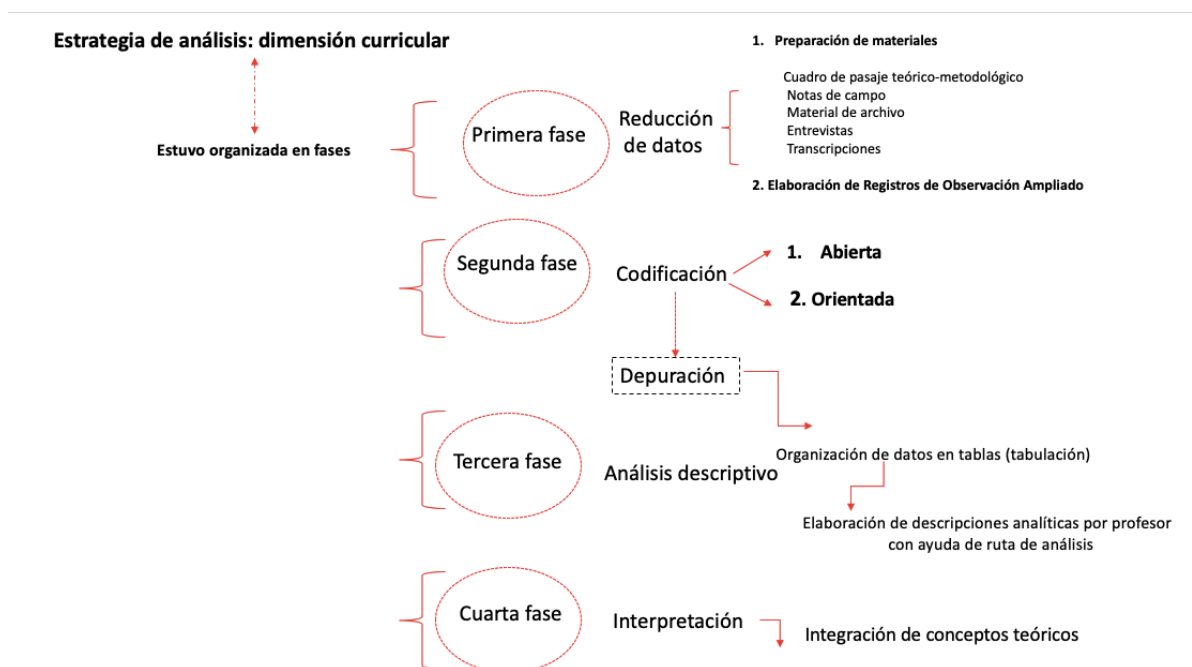 Estrategia de análisis: dimensión curricular
Estuvo organizada en fases
Primera fase
Reducción
de datos
1. Preparación de materiales
Cuadro de pasaje teórico-metodológico
Notas de campo
Material de archivo
Entrevistas
Transcripciones
2. Elaboración de Registros de Observación Ampliado
Segunda fase
Codificación
1. Abierta
2. Orientada
Depuración
Organización de datos en tablas (tabulación)
Tercera fase
Análisis descriptivo
Elaboración de descripciones analíticas por profesor
con ayuda de ruta de análisis
Cuarta fase
Interpretación
Integración de conceptos teóricos